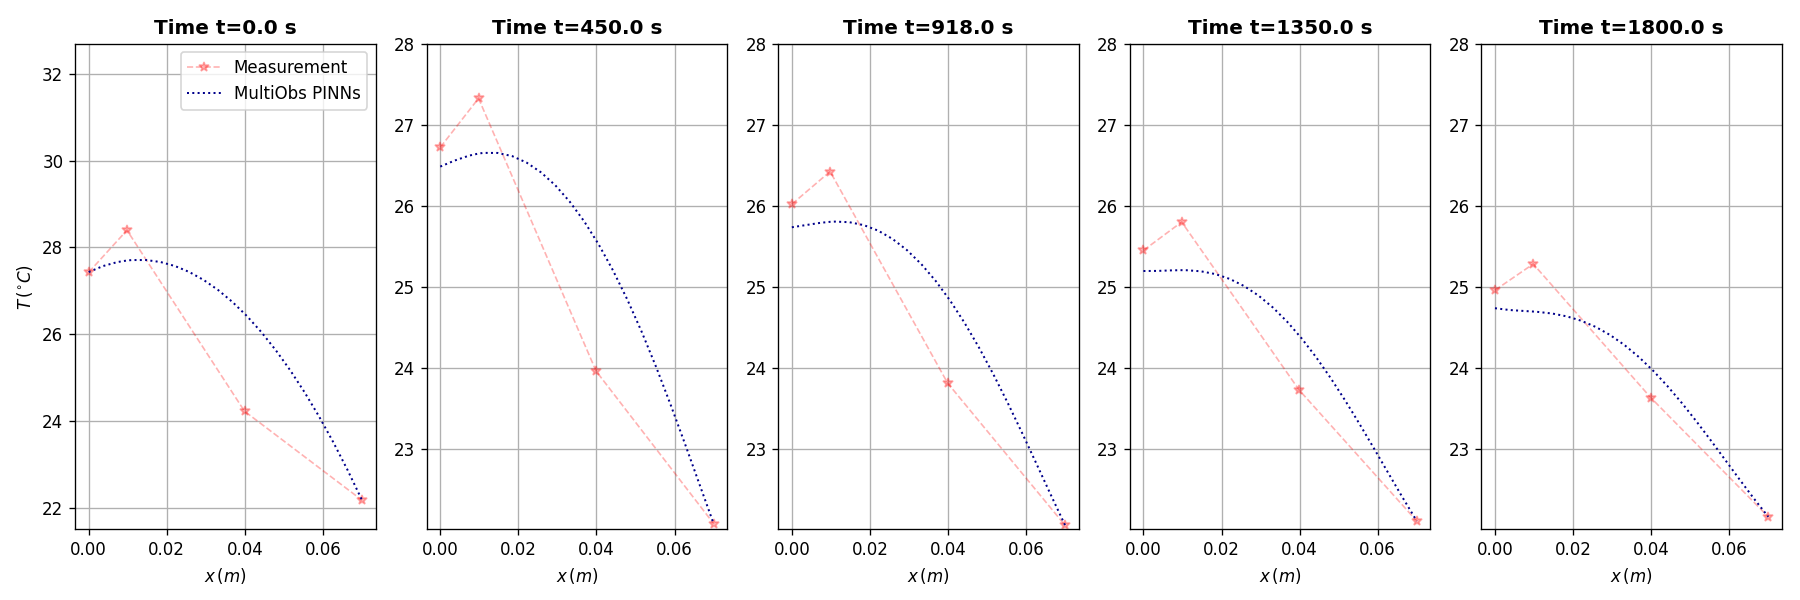 Time t=0.0 s
Time t=450.0 s
Time t=918.0 s
Time t=1350.0 s
Time t=1800.0 s
Measurement
MultiObs PINNs
T (°C)
32
30
28
26
24
22
0.00 0.02 0.04 0.06
x (m)
28
27
26
25
24
23
0.00 0.02 0.04 0.06
x (m)
28
27
26
25
24
23
0.00 0.02 0.04 0.06
x (m)
28
27
26
25
24
23
0.00 0.02 0.04 0.06
x (m)
28
27
26
25
24
23
0.00 0.02 0.04 0.06
x (m)